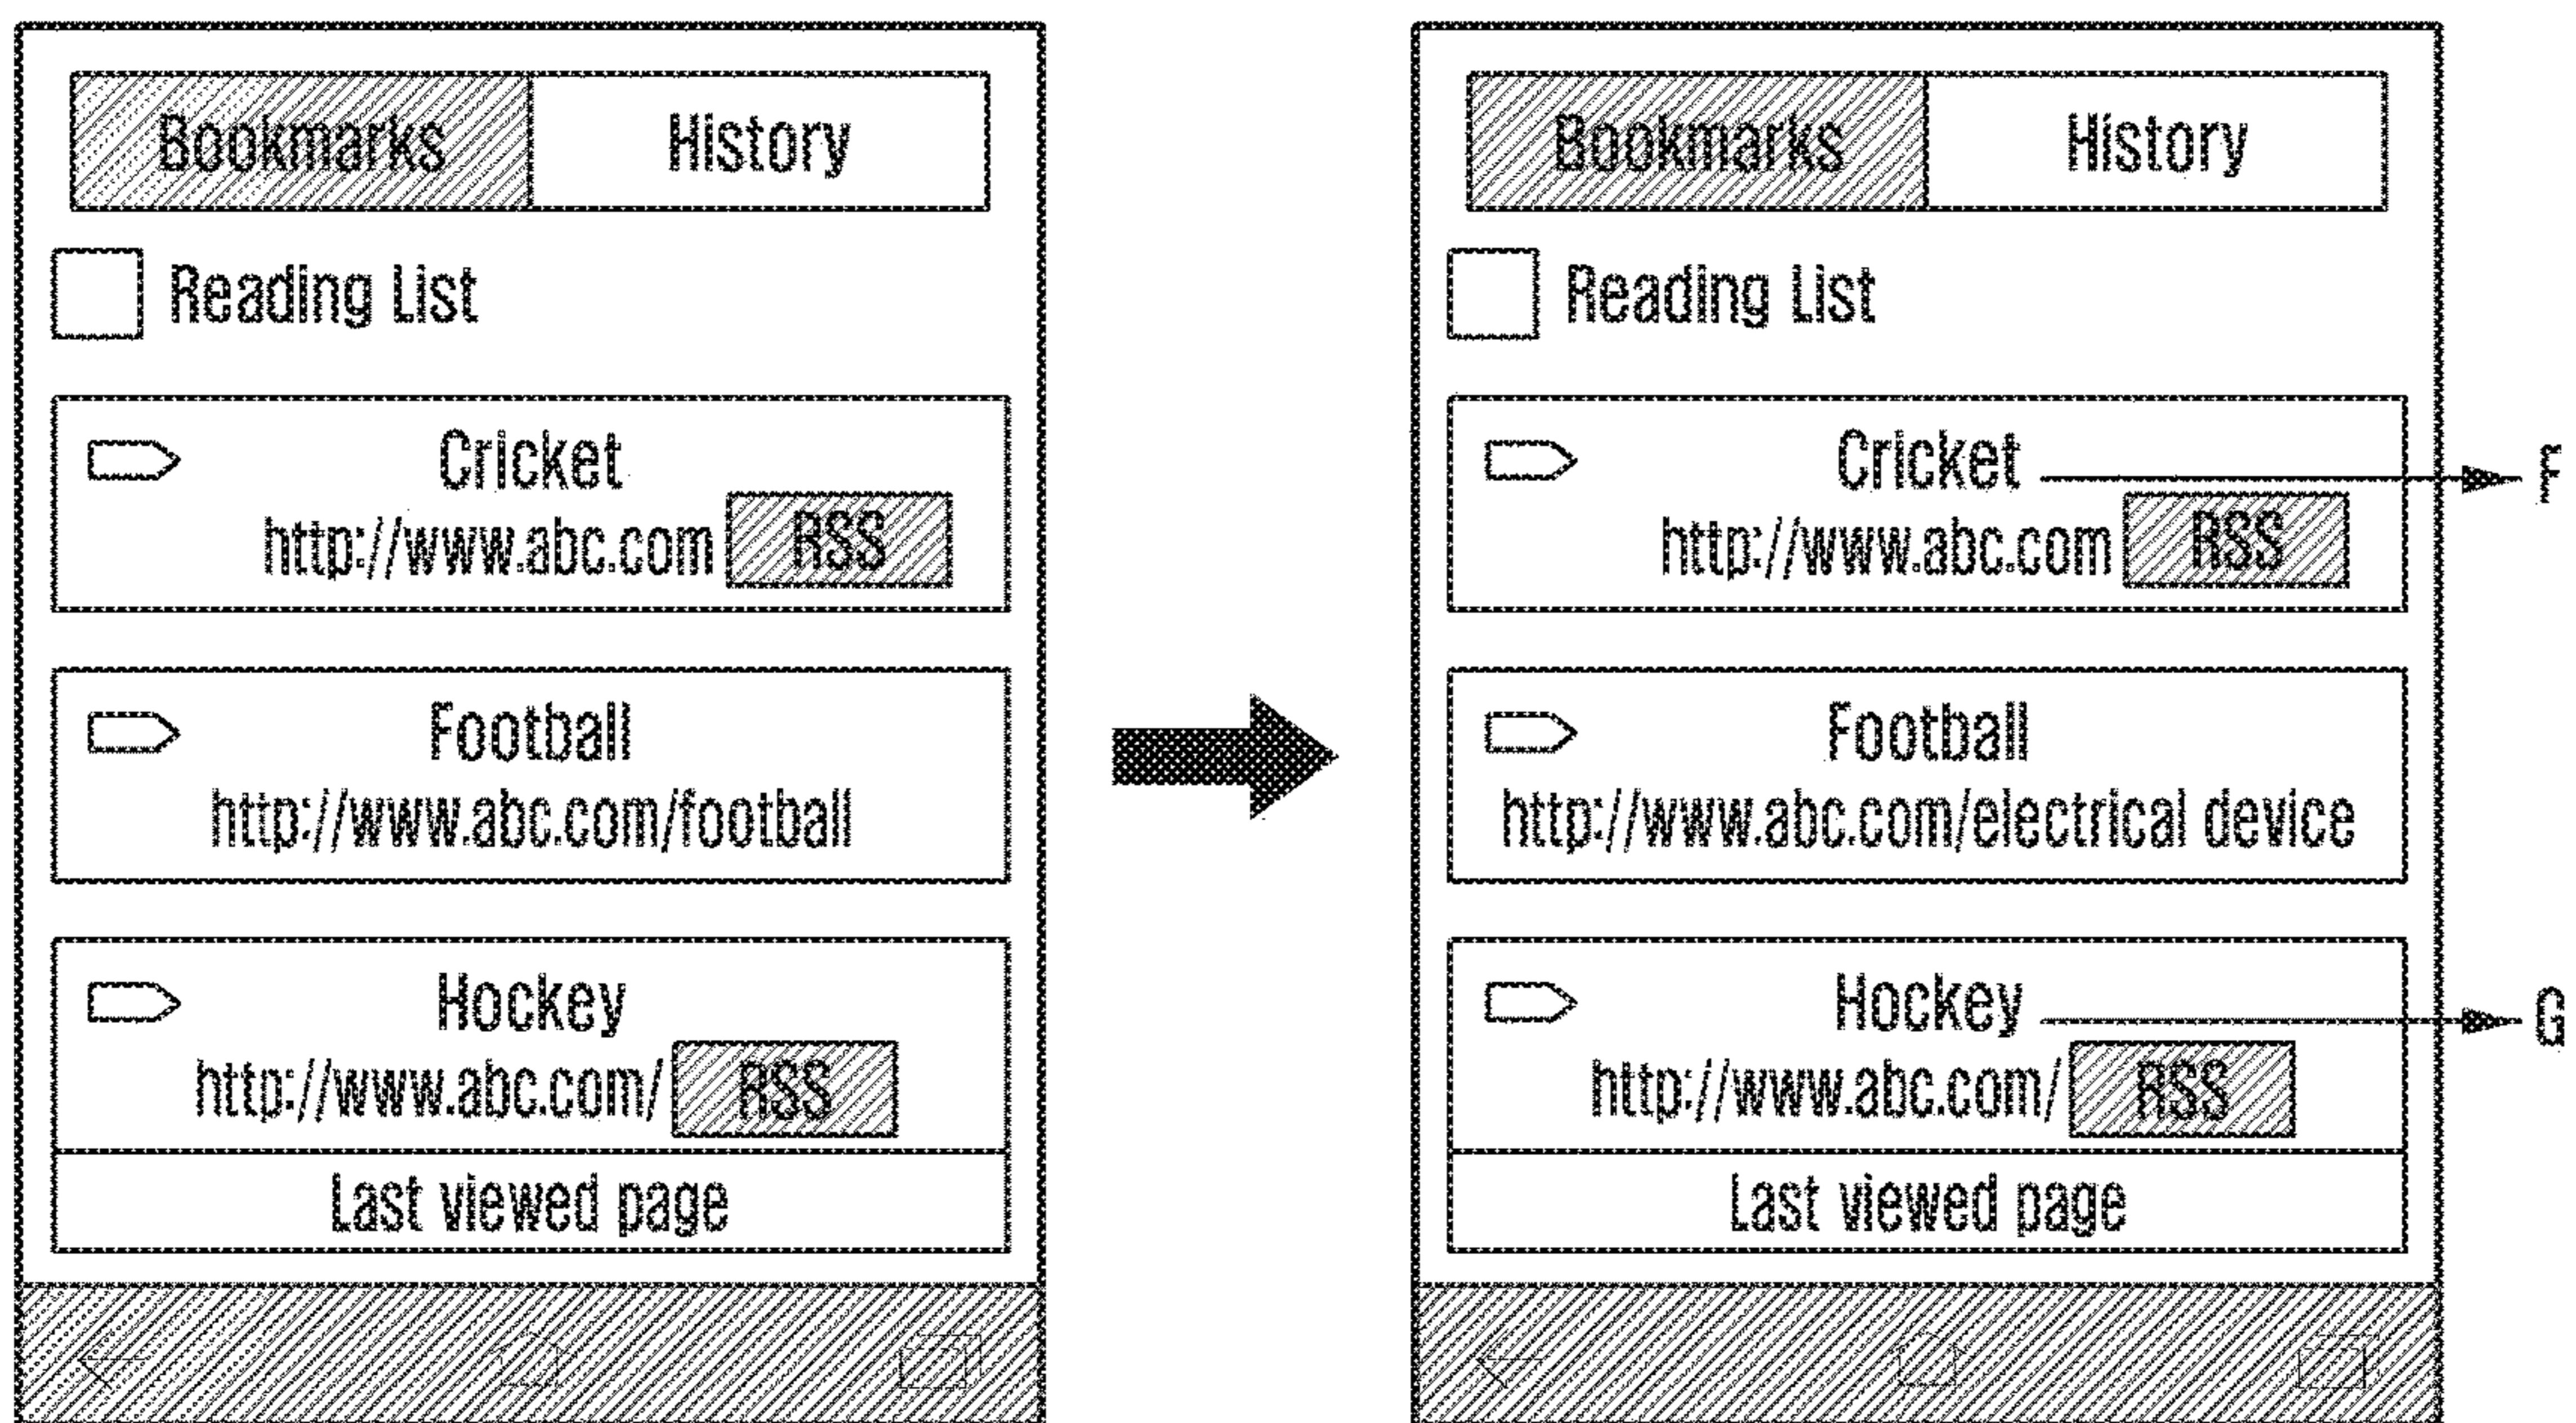 Bookmarks History
Reading List
Cricket
http://www.abc.com RSS
Football
http://www.abc.com/football
Hockey
http://www.abc.com/ RSS
Last viewed page
Bookmarks History
Reading List
Cricket
F
http://www.abc.com RSS
Football
http://www.abc.com/electrical device
Hockey
G
http://www.abc.com/ RSS
Last viewed page